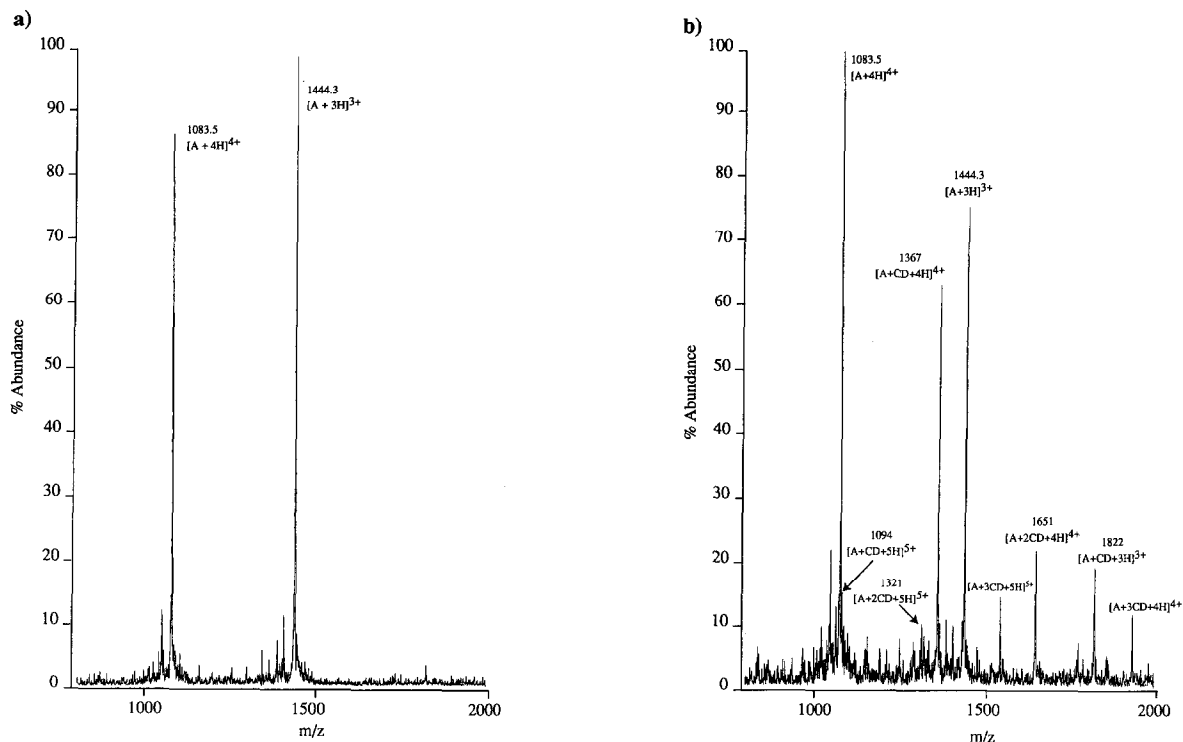 a)
100
90
80
70
60
50
40
30
20
10
0
% Abundance
1083.5
[A + 4H]4+
1444.3
[A + 3H]3+
1000
1500
2000
m/z
b)
100
90
80
70
60
50
40
30
20
10
0
% Abundance
1083.5
[A+4H]4+
1444.3
[A+3H]3+
1367
[A+CD+4H]4+
1094
[A+CD+5H]5+
1321
[A+2CD+5H]5+
[A+3CD+5H]5+
1651
[A+2CD+4H]4+
1822
[A+CD+3H]3+
[A+3CD+4H]4+
1000
1500
2000
m/z